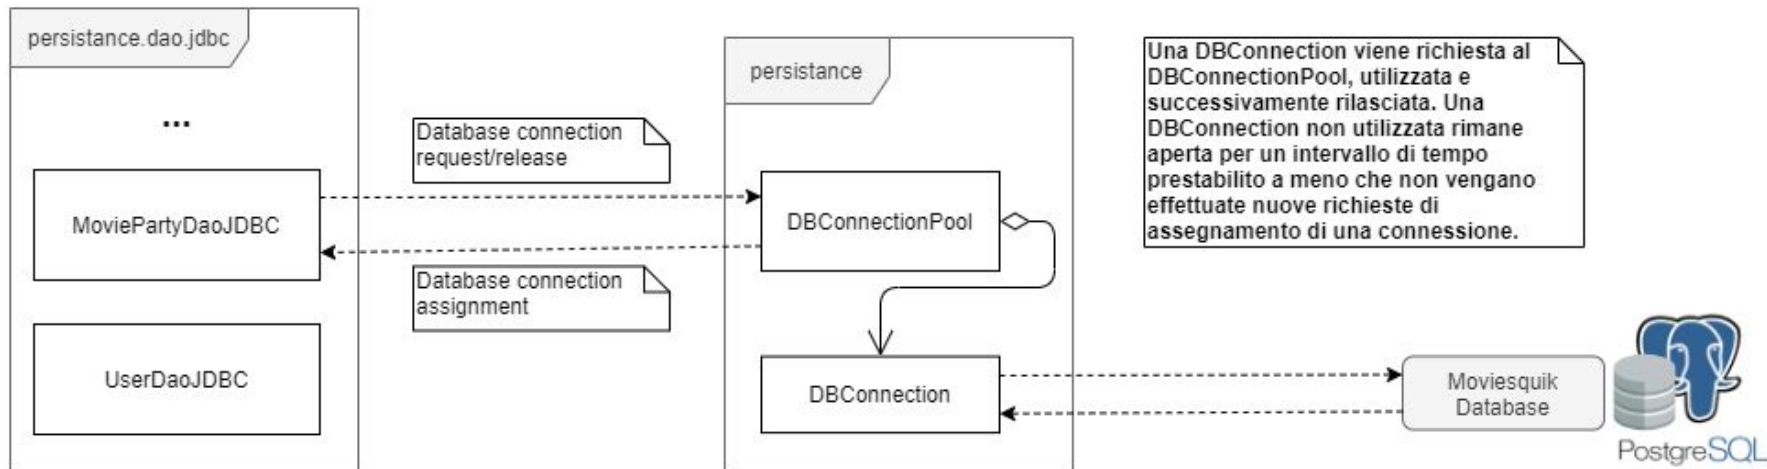 persistance.dao.jdbc
...
MoviePartyDaoJDBC
UserDaoJDBC
Database connection
request/release
Database connection
assignment
persistance
DBConnectionPool
DBConnection
Una DBConnection viene richiesta al
DBConnectionPool, utilizzata e
successivamente rilasciata. Una
DBConnection non utilizzata rimane
aperta per un intervallo di tempo
prestabilito a meno che non vengano
effettuate nuove richieste di
assegnamento di una connessione.
Moviesquik
Database
PostgreSQL